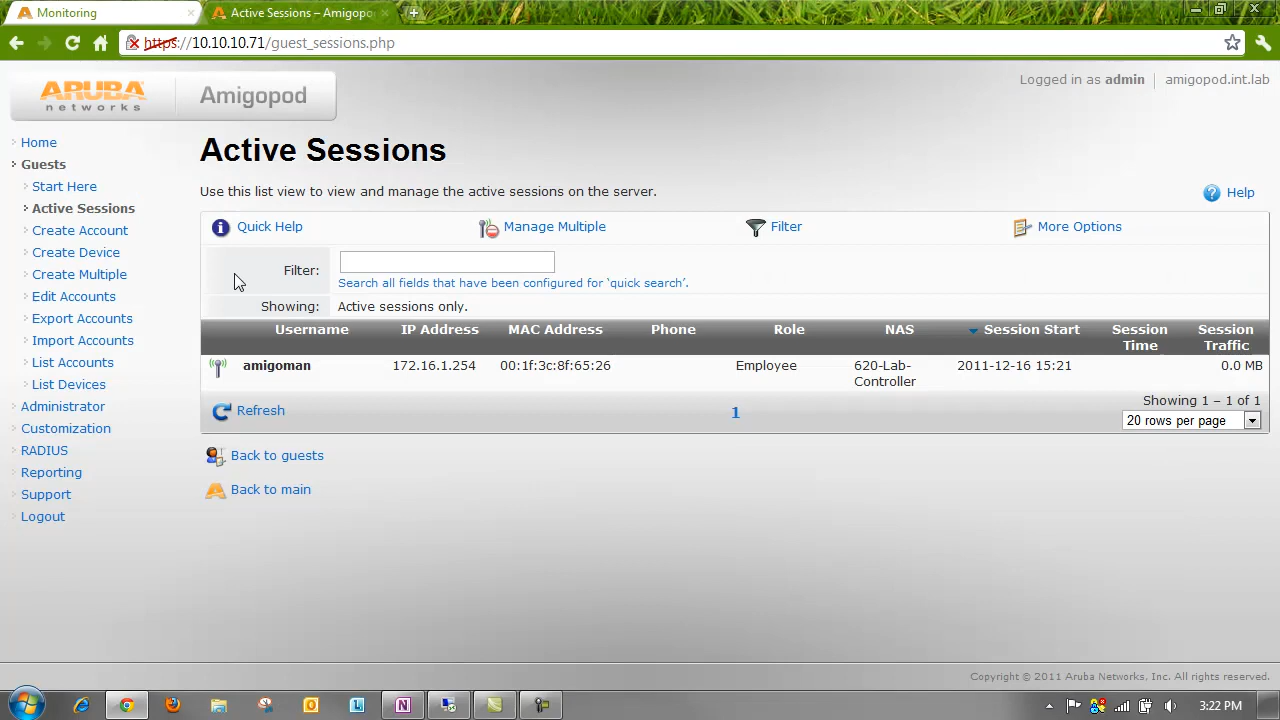 Monitoring
Active Sessions – Amigopo
https://10.10.10.71/guest_sessions.php
ARUBA
networks
Amigopod
Logged in as admin
amigopod.int.lab
Home
Guests
Start Here
Active Sessions
Create Account
Create Device
Create Multiple
Edit Accounts
Export Accounts
Import Accounts
List Accounts
List Devices
Administrator
Customization
RADIUS
Reporting
Support
Logout
Active Sessions
Use this list view to view and manage the active sessions on the server.
Help
Quick Help
Manage Multiple
Filter
More Options
Filter:
Search all fields that have been configured for ‘quick search’.
Showing: Active sessions only.
Username IP Address MAC Address Phone Role NAS Session Start Session Time Session Traffic
amigoman 172.16.1.254 00:1f:3c:8f:65:26 Employee 620-Lab-Controller 2011-12-16 15:21 0.0 MB
Refresh
1
Showing 1 – 1 of 1
20 rows per page
Back to guests
Back to main
Copyright © 2011 Aruba Networks, Inc. All rights reserved.
3:22 PM